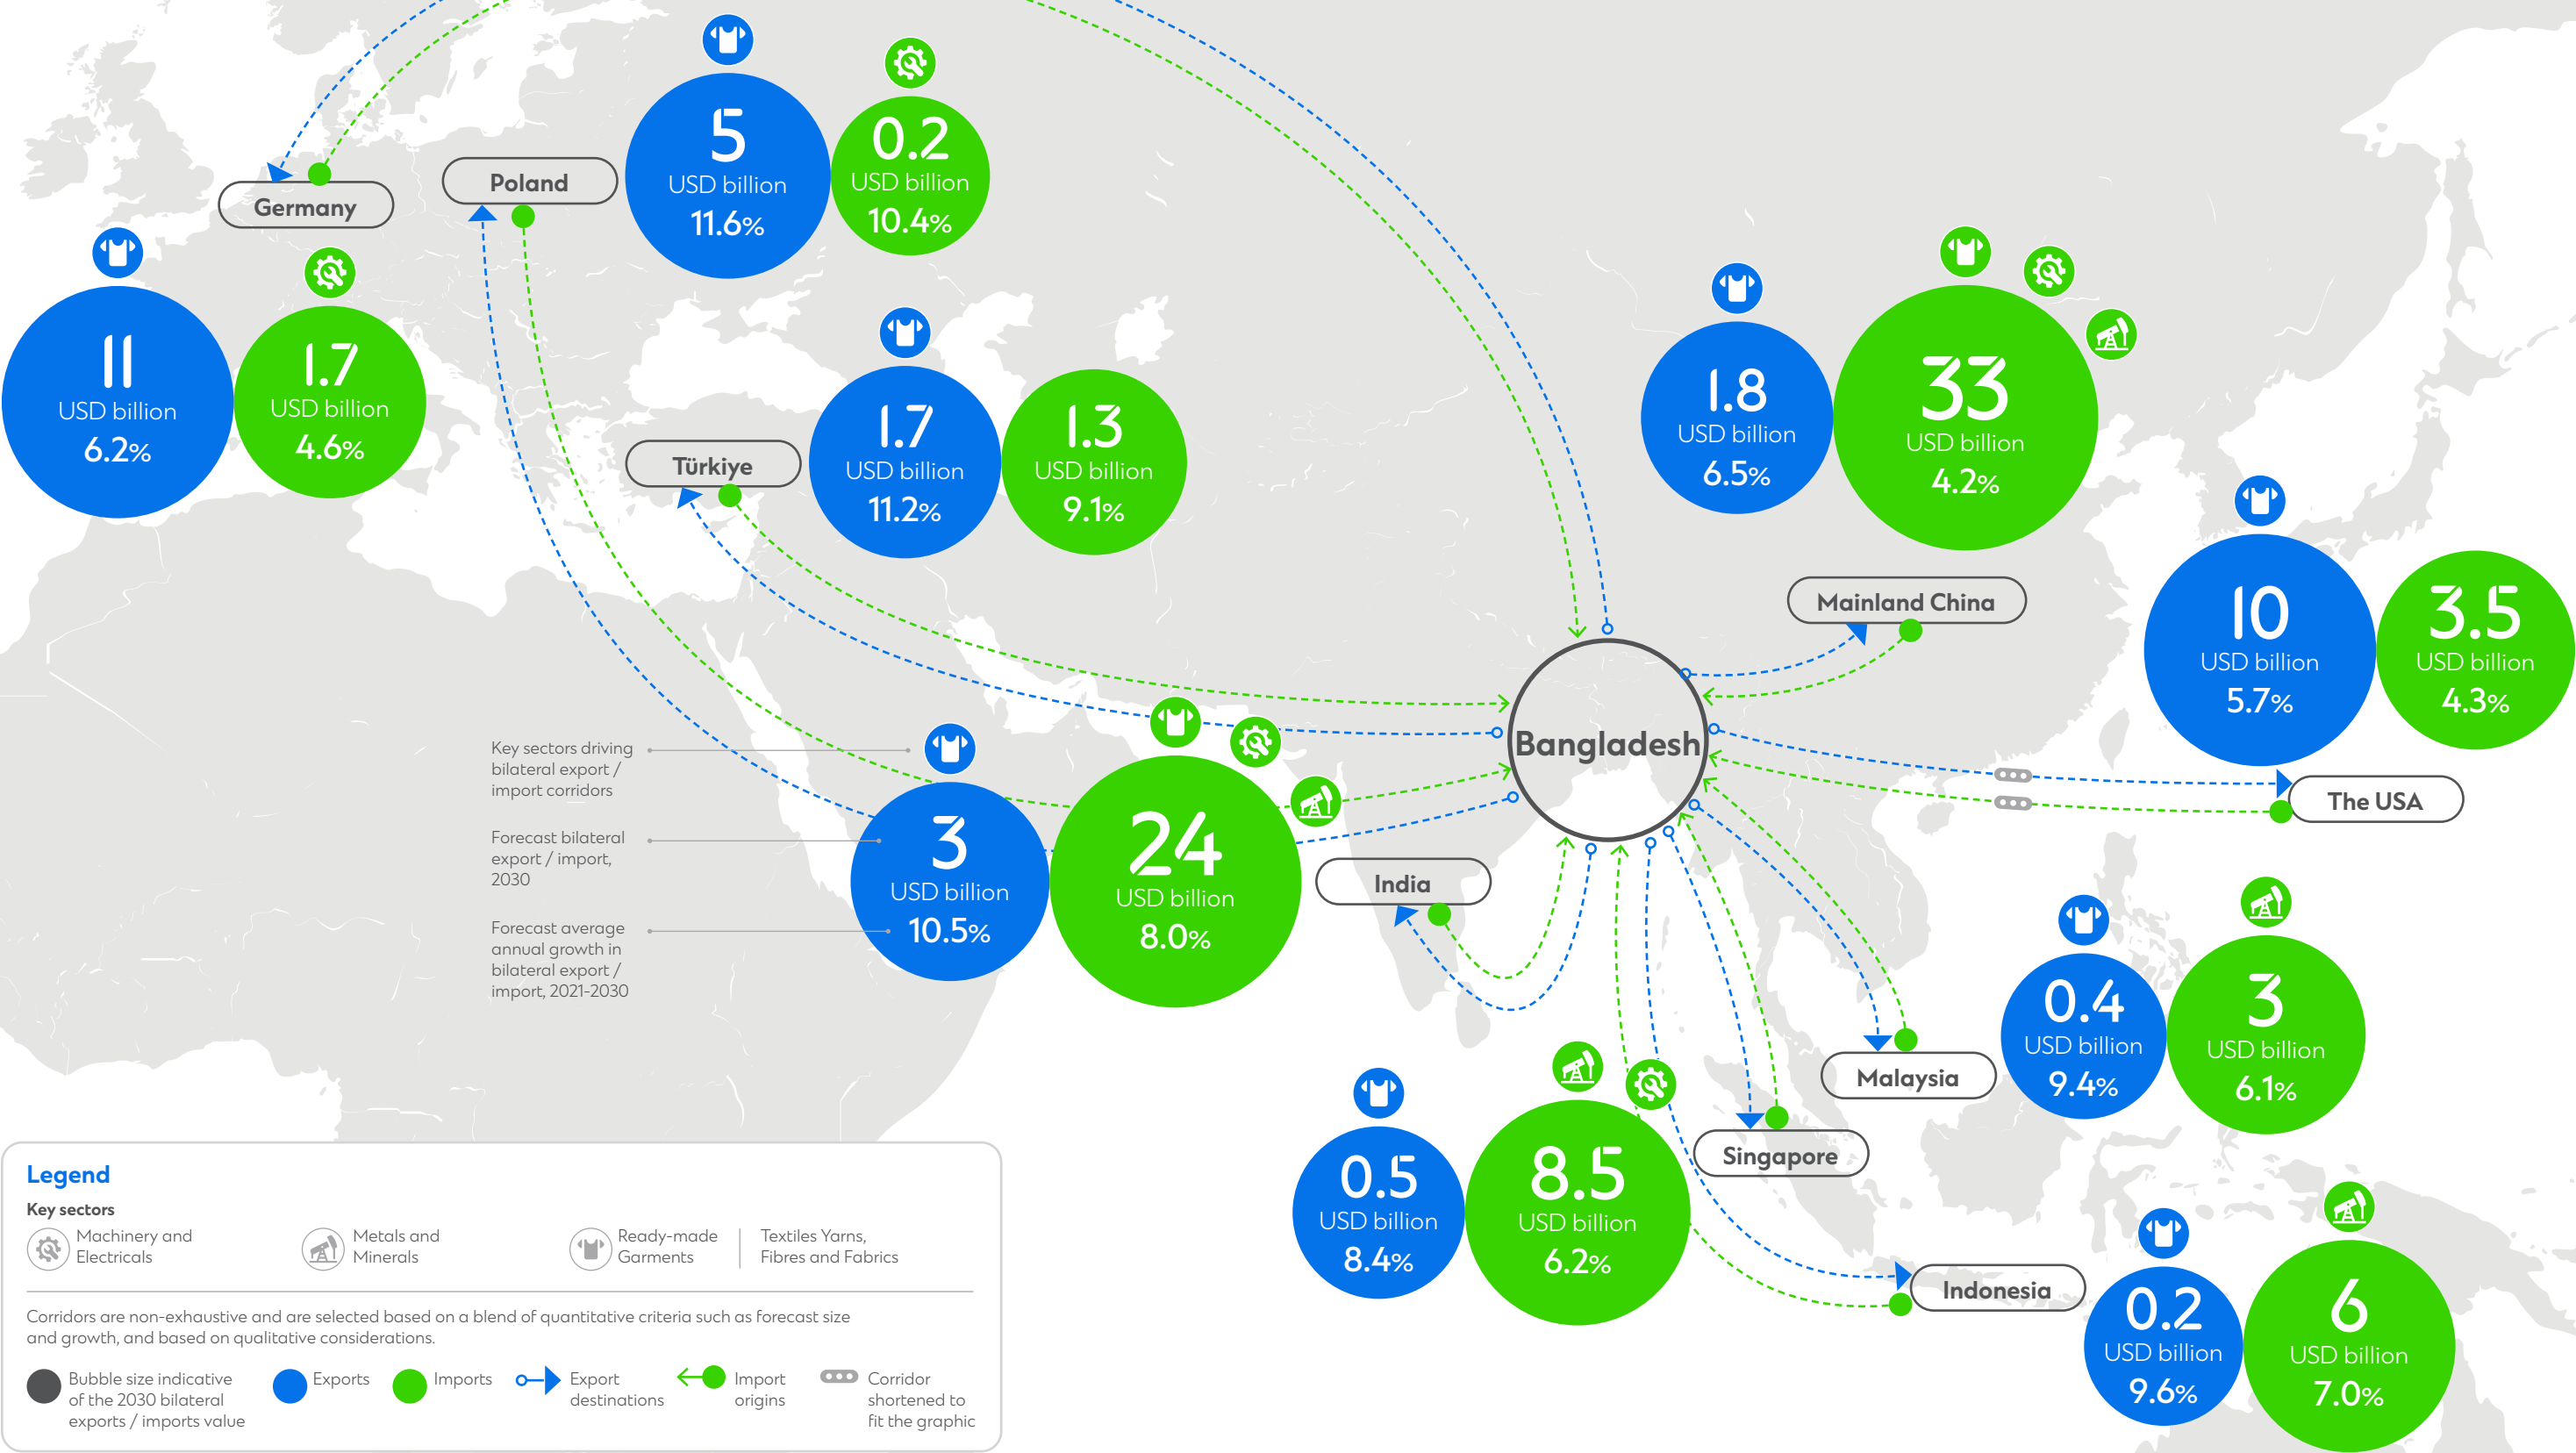 Germany
11
USD billion
6.2%
1.7
USD billion
4.6%
Poland
5
USD billion
11.6%
0.2
USD billion
10.4%
Türkiye
1.7
USD billion
11.2%
1.3
USD billion
9.1%
1.8
USD billion
6.5%
33
USD billion
4.2%
Mainland China
10
USD billion
5.7%
3.5
USD billion
4.3%
The USA
Bangladesh
Key sectors driving
bilateral export /
import corridors
Forecast bilateral
export / import,
2030
Forecast average
annual growth in
bilateral export /
import, 2021-2030
3
USD billion
10.5%
24
USD billion
8.0%
India
0.4
USD billion
9.4%
3
USD billion
6.1%
Malaysia
0.5
USD billion
8.4%
8.5
USD billion
6.2%
Singapore
Indonesia
0.2
USD billion
9.6%
6
USD billion
7.0%
Legend
Key sectors
Machinery and
Electricals
Metals and
Minerals
Ready-made
Garments
Textiles Yarns,
Fibres and Fabrics
Corridors are non-exhaustive and are selected based on a blend of quantitative criteria such as forecast size
and growth, and based on qualitative considerations.
Bubble size indicative
of the 2030 bilateral
exports / imports value
Exports
Imports
Export
destinations
Import
origins
Corridor
shortened to
fit the graphic